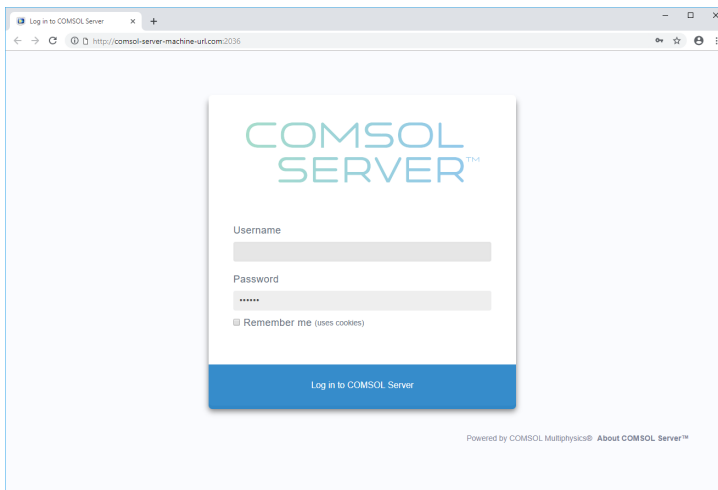 Log in to COMSOL Server
http://comsol-server-machine-url.com:2036
COMSOL
SERVER™
Username
Password
••••••
Remember me (uses cookies)
Log in to COMSOL Server
Powered by COMSOL Multiphysics® About COMSOL Server™